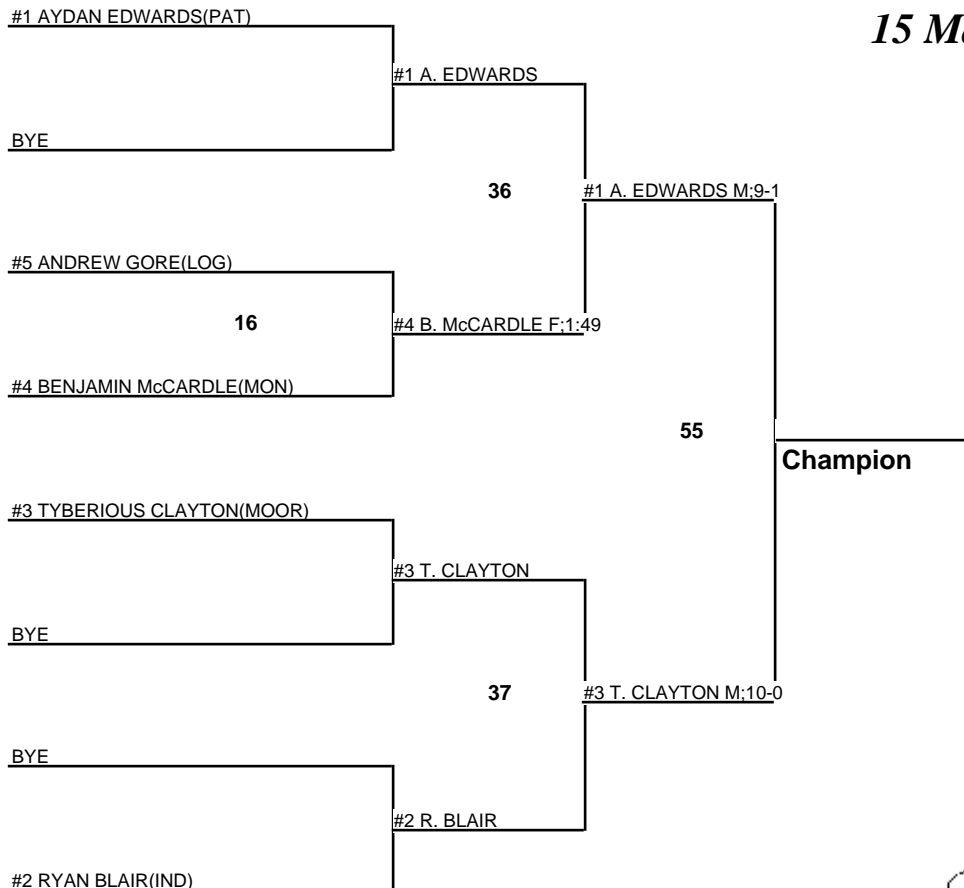 #1 AYDAN EDWARDS(PAT)
15 M
#1 A. EDWARDS
BYE
36
#1 A. EDWARDS M;9-1
#5 ANDREW GORE(LOG)
16
#4 B. McCARDLE F;1:49
#4 BENJAMIN McCARDLE(MON)
55
Champion
#3 TYBERIOUS CLAYTON(MOOR)
#3 T. CLAYTON
BYE
37
#3 T. CLAYTON M;10-0
BYE
#2 R. BLAIR
#2 RYAN BLAIR(IND)